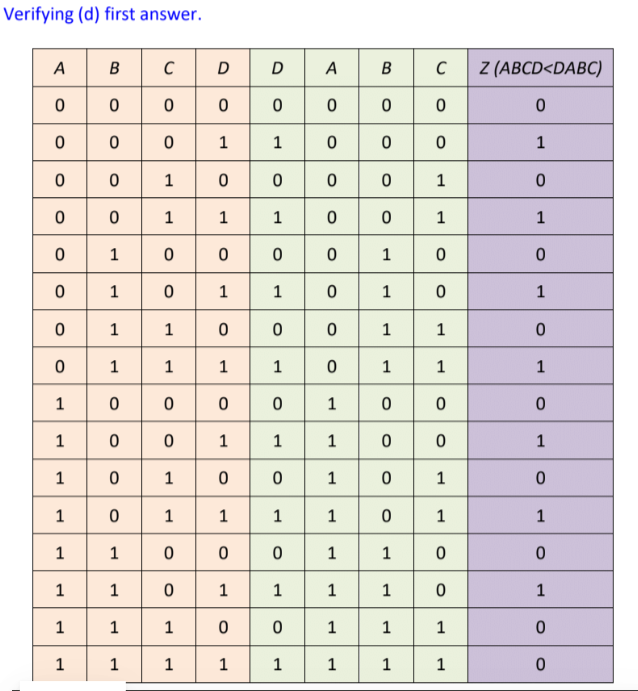 Verifying (d) first answer.
A B C D D A B C Z (ABCD<DABC)
0 0 0 0 0 0 0 0 0
0 0 0 1 1 0 0 0 1
0 0 1 0 0 0 0 1 0
0 0 1 1 1 0 0 1 1
0 1 0 0 0 0 1 0 0
0 1 0 1 1 0 1 0 1
0 1 1 0 0 0 1 1 0
0 1 1 1 1 0 1 1 1
1 0 0 0 0 1 0 0 0
1 0 0 1 1 1 0 0 1
1 0 1 0 0 1 0 1 0
1 0 1 1 1 1 0 1 1
1 1 0 0 0 1 1 0 0
1 1 0 1 1 1 1 0 1
1 1 1 0 0 1 1 1 0
1 1 1 1 1 1 1 1 0